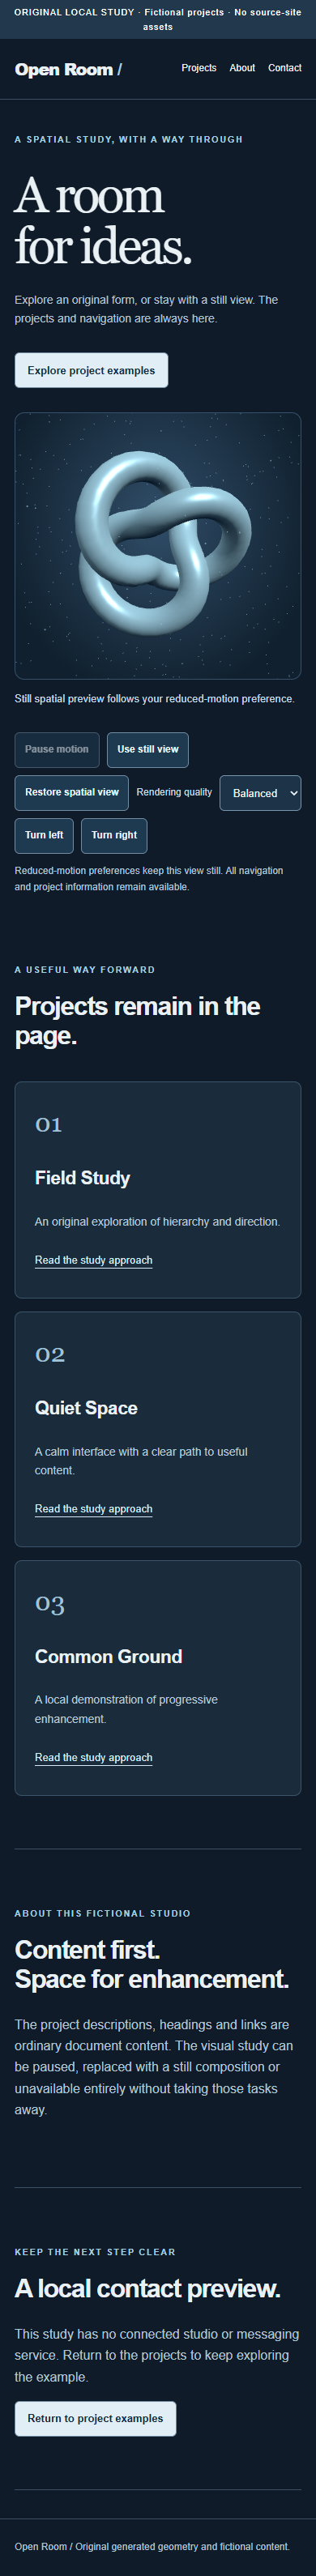 ORIGINAL LOCAL STUDY · Fictional projects · No source-site
assets
Open Room /
Projects About Contact
A SPATIAL STUDY, WITH A WAY THROUGH
A room
for ideas.
Explore an original form, or stay with a still view. The
projects and navigation are always here.
Explore project examples
Still spatial preview follows your reduced-motion preference.
Pause motion Use still view
Restore spatial view Rendering quality Balanced
Turn left Turn right
Reduced-motion preferences keep this view still. All navigation
and project information remain available.
A USEFUL WAY FORWARD
Projects remain in the
page.
01
Field Study
An original exploration of hierarchy and direction.
Read the study approach
02
Quiet Space
A calm interface with a clear path to useful
content.
Read the study approach
03
Common Ground
A local demonstration of progressive
enhancement.
Read the study approach
ABOUT THIS FICTIONAL STUDIO
Content first.
Space for enhancement.
The project descriptions, headings and links are
ordinary document content. The visual study can
be paused, replaced with a still composition or
unavailable entirely without taking those tasks
away.
KEEP THE NEXT STEP CLEAR
A local contact preview.
This study has no connected studio or messaging
service. Return to the projects to keep exploring
the example.
Return to project examples
Open Room / Original generated geometry and fictional content.